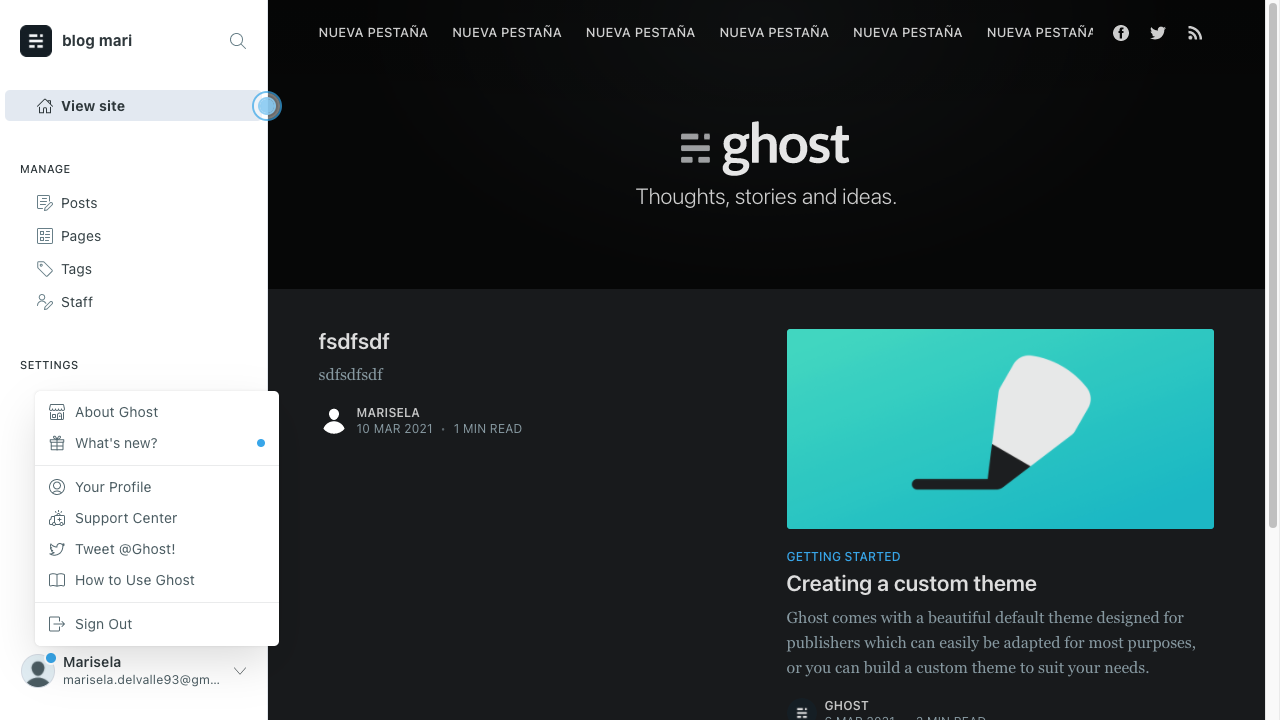 blog mari
View site
MANAGE
Posts
Pages
Tags
Staff
SETTINGS
About Ghost
What's new?
Your Profile
Support Center
Tweet @Ghost!
How to Use Ghost
Sign Out
Marisela
marisela.delvalle93@gm...
NUEVA PESTAÑA NUEVA PESTAÑA NUEVA PESTAÑA NUEVA PESTAÑA NUEVA PESTAÑA NUEVA PESTAÑA
ghost
Thoughts, stories and ideas.
fsdfsdf
sdfsdfsdf
MARISELA
10 MAR 2021 · 1 MIN READ
GETTING STARTED
Creating a custom theme
Ghost comes with a beautiful default theme designed for
publishers which can easily be adapted for most purposes,
or you can build a custom theme to suit your needs.
GHOST